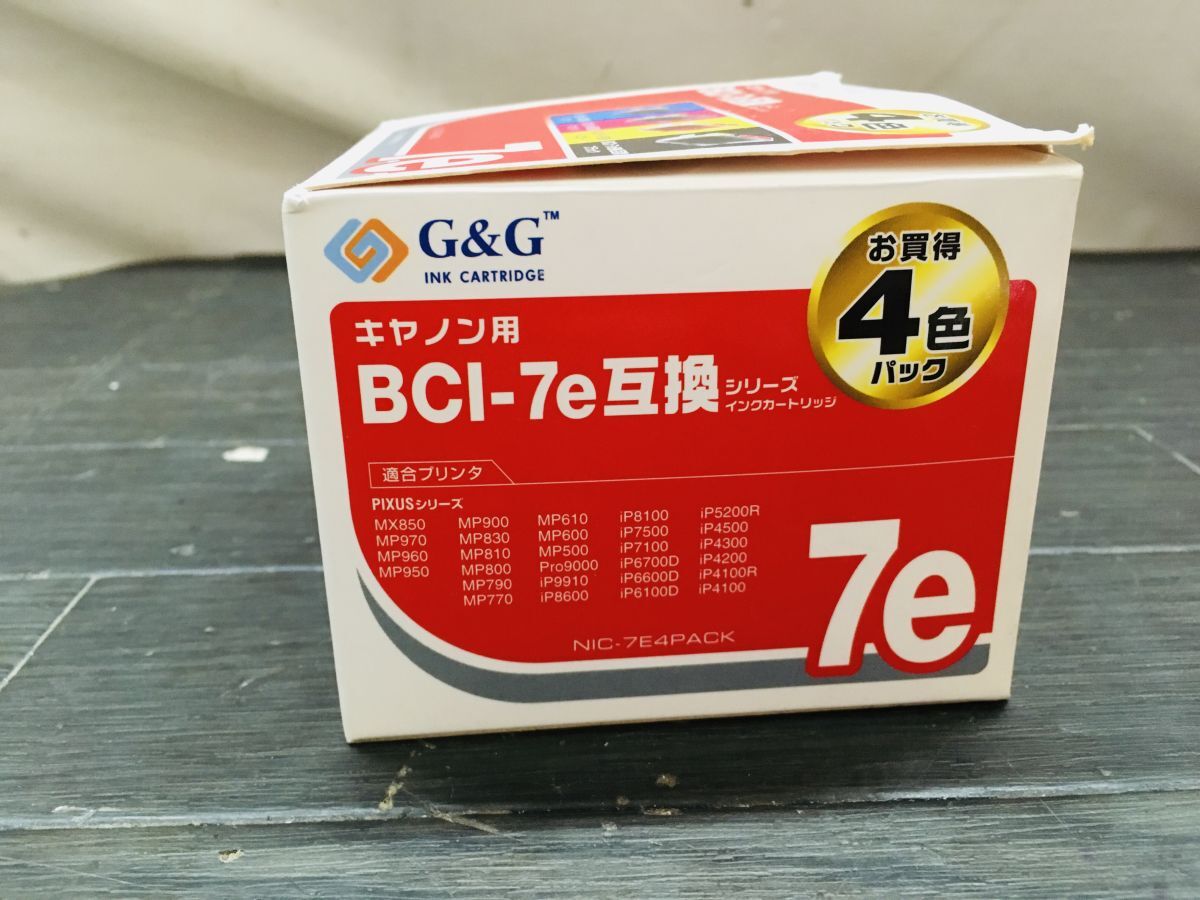 7e
4色
G&G™
INK CARTRIDGE
お買得
4色
パック
キヤノン用
BCI-7e互換シリーズ
インクカートリッジ
適合プリンタ
PIXUSシリーズ
MX850 MP900 MP610 iP8100 iP5200R
MP970 MP830 MP600 iP7500 iP4500
MP960 MP810 MP500 iP7100 iP4300
MP950 MP800 Pro9000 iP6700D iP4200
MP790 iP9910 iP6600D iP4100R
MP770 iP8600 iP6100D iP4100
NIC-7E4PACK
7e